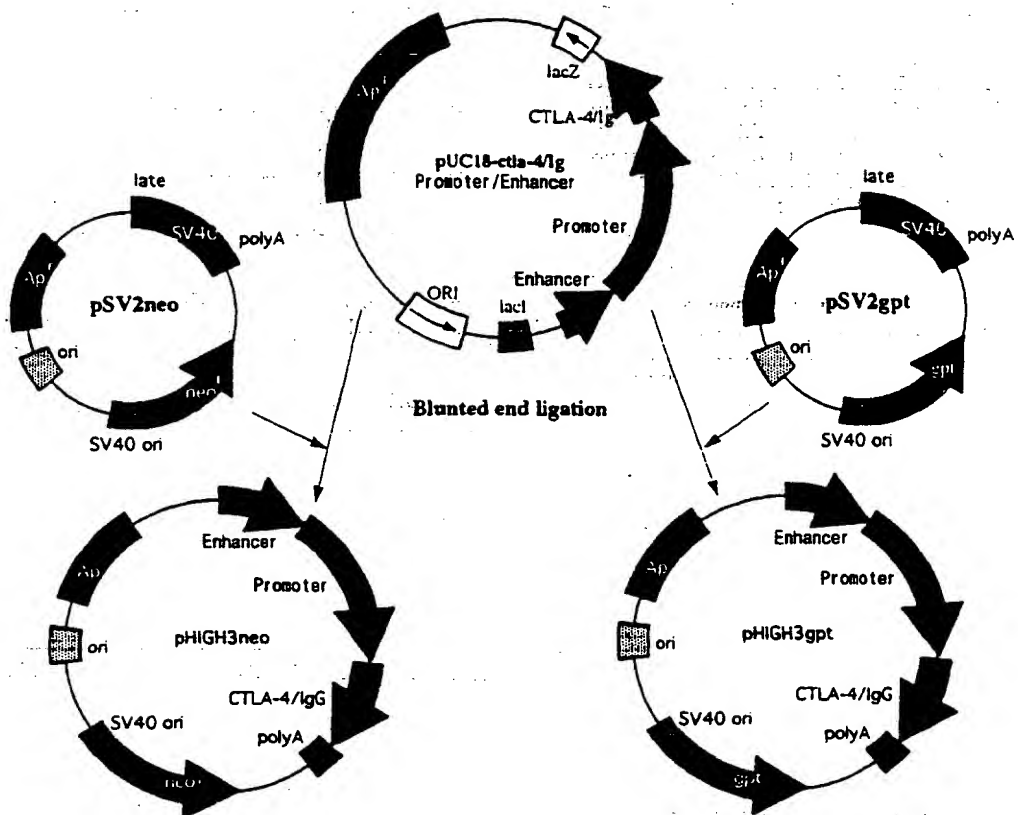 Ap^r
lacZ
CTLA-4/Ig
pUC18-ctla-4/Ig
Promoter/Enhancer
Promoter
Enhancer
lacI
ORI
late
SV40
polyA
Ap^r
pSV2neo
ori
neo^r
SV40 ori
late
SV40
polyA
Ap^r
pSV2gpt
ori
gpt
SV40 ori
Blunted end ligation
Enhancer
Promoter
Ap
pHIGH3neo
ori
CTLA-4/IgG
SV40 ori
polyA
neo^r
Enhancer
Promoter
Ap
pHIGH3gpt
ori
CTLA-4/IgG
SV40 ori
polyA
gpt